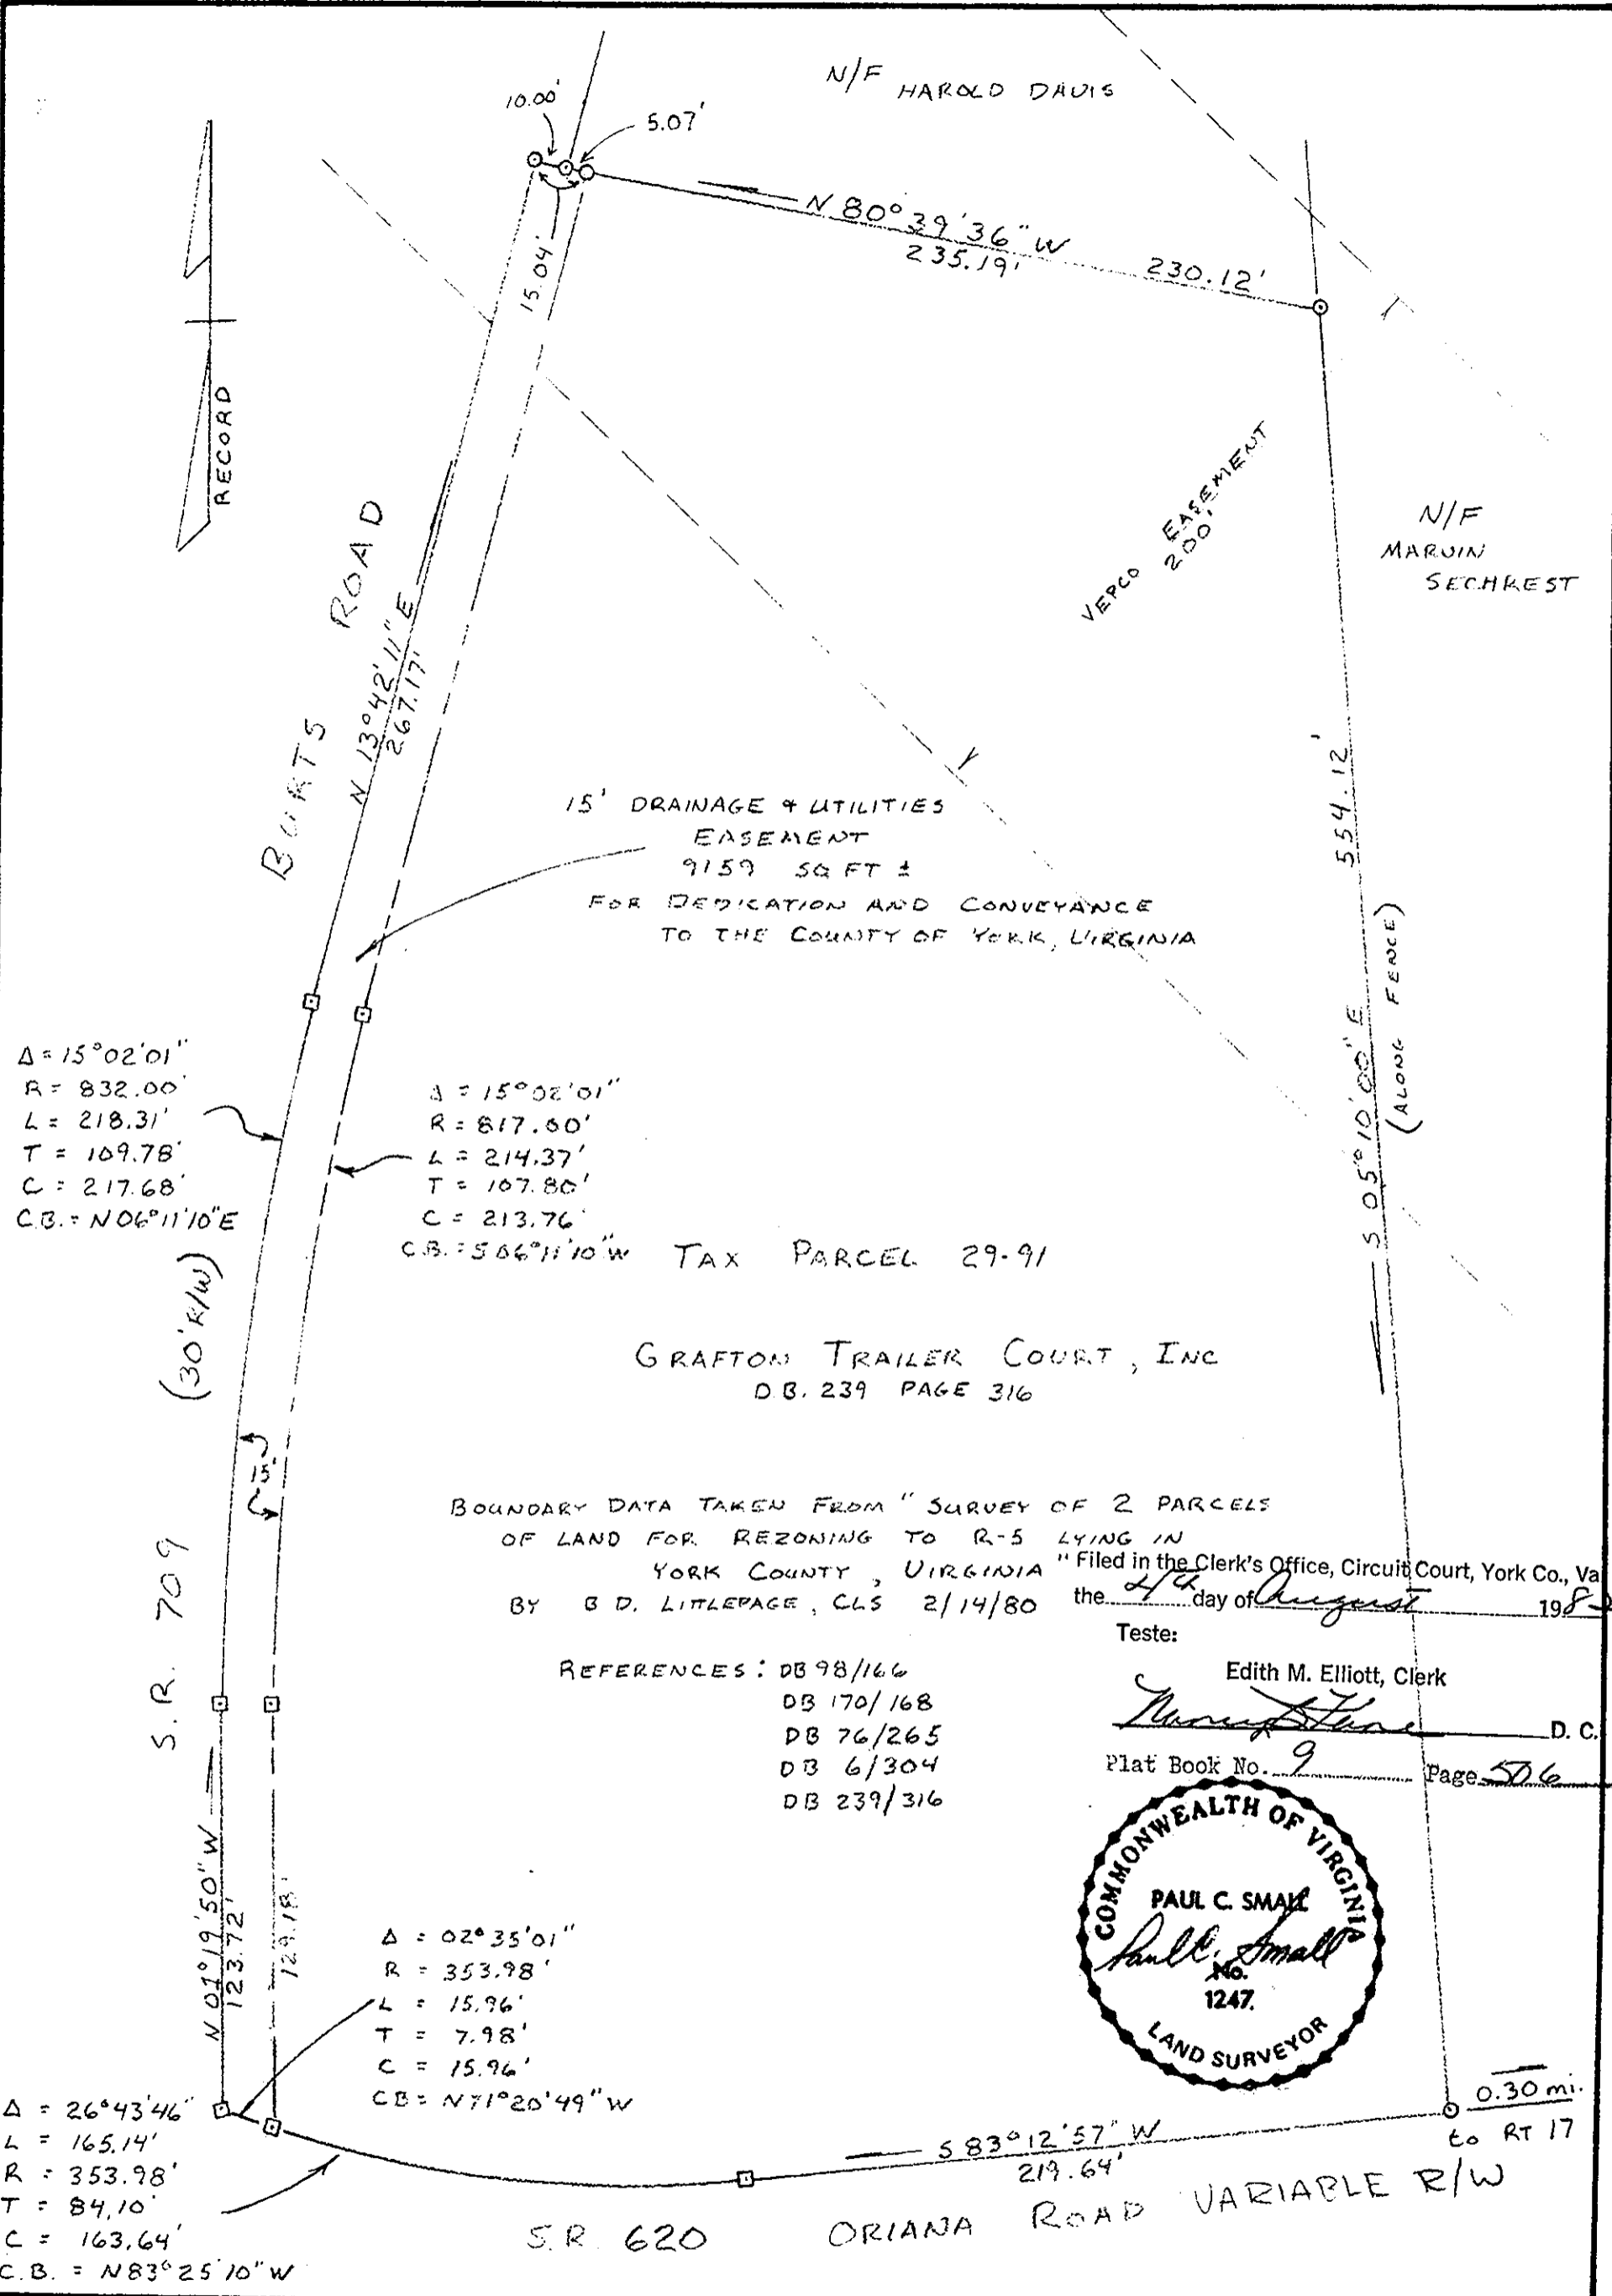 N/F HAROLD DAVIS
10.00'
5.07'
N 80°39'36" W
235.19'
230.12'
15.04'
RECORD
VEPCO EASEMENT
200'
N/F
MARVIN
SECHREST
BURTS ROAD
N 13°42'11" E
267.17'
15' DRAINAGE & UTILITIES
EASEMENT
9159 SQ FT ±
FOR DEDICATION AND CONVEYANCE
TO THE COUNTY OF YORK, VIRGINIA
S 05°10'00" E 554.12'
(ALONG FENCE)
Δ = 15°02'01"
R = 832.00'
L = 218.31'
T = 109.78'
C = 217.68'
C.B. = N 06°11'10" E
Δ = 15°02'01"
R = 817.00'
L = 214.37'
T = 107.80'
C = 213.76'
C.B. = S 06°11'10" W
TAX PARCEL 29-91
(30' R/W)
GRAFTON TRAILER COURT, INC
D.B. 239 PAGE 316
15'
S.R. 709
BOUNDARY DATA TAKEN FROM "SURVEY OF 2 PARCELS
OF LAND FOR REZONING TO R-5 LYING IN
YORK COUNTY, VIRGINIA"
BY B D. LITTLEPAGE, CLS 2/14/80
Filed in the Clerk's Office, Circuit Court, York Co., Va
the 4th day of August 198
Teste:
Edith M. Elliott, Clerk
D. C.
Plat Book No. 9 Page 506
REFERENCES: DB 98/166
DB 170/168
DB 76/265
DB 6/304
DB 239/316
COMMONWEALTH OF VIRGINIA
PAUL C. SMALL
Paul C. Small
No.
1247.
LAND SURVEYOR
N 01°19'50" W
123.72'
129.18'
Δ = 02°35'01"
R = 353.98'
L = 15.96'
T = 7.98'
C = 15.96'
CB = N 71°20'49" W
Δ = 26°43'46"
L = 165.14'
R = 353.98'
T = 84.10'
C = 163.64'
C.B. = N 83°25'10" W
S 83°12'57" W
219.64'
0.30 mi.
to RT 17
S.R. 620 ORIANA ROAD VARIABLE R/W